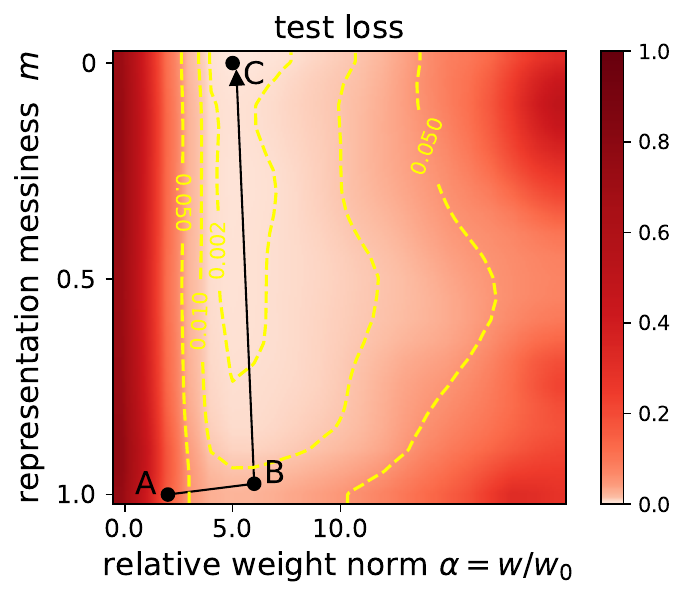 test loss
representation messiness m
0
0.5
1.0
0.050
0.010
0.002
0.050
A
B
C
0.0
5.0
10.0
relative weight norm α = w/w₀
1.0
0.8
0.6
0.4
0.2
0.0